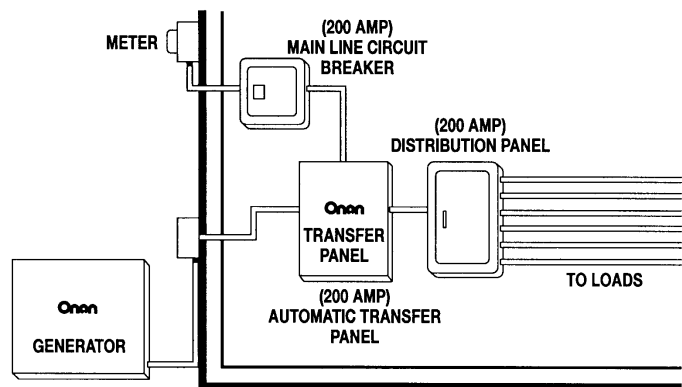 METER
(200 AMP)
MAIN LINE CIRCUIT
BREAKER
(200 AMP)
DISTRIBUTION PANEL
Onan
TRANSFER
PANEL
(200 AMP)
AUTOMATIC TRANSFER
PANEL
TO LOADS
Onan
GENERATOR